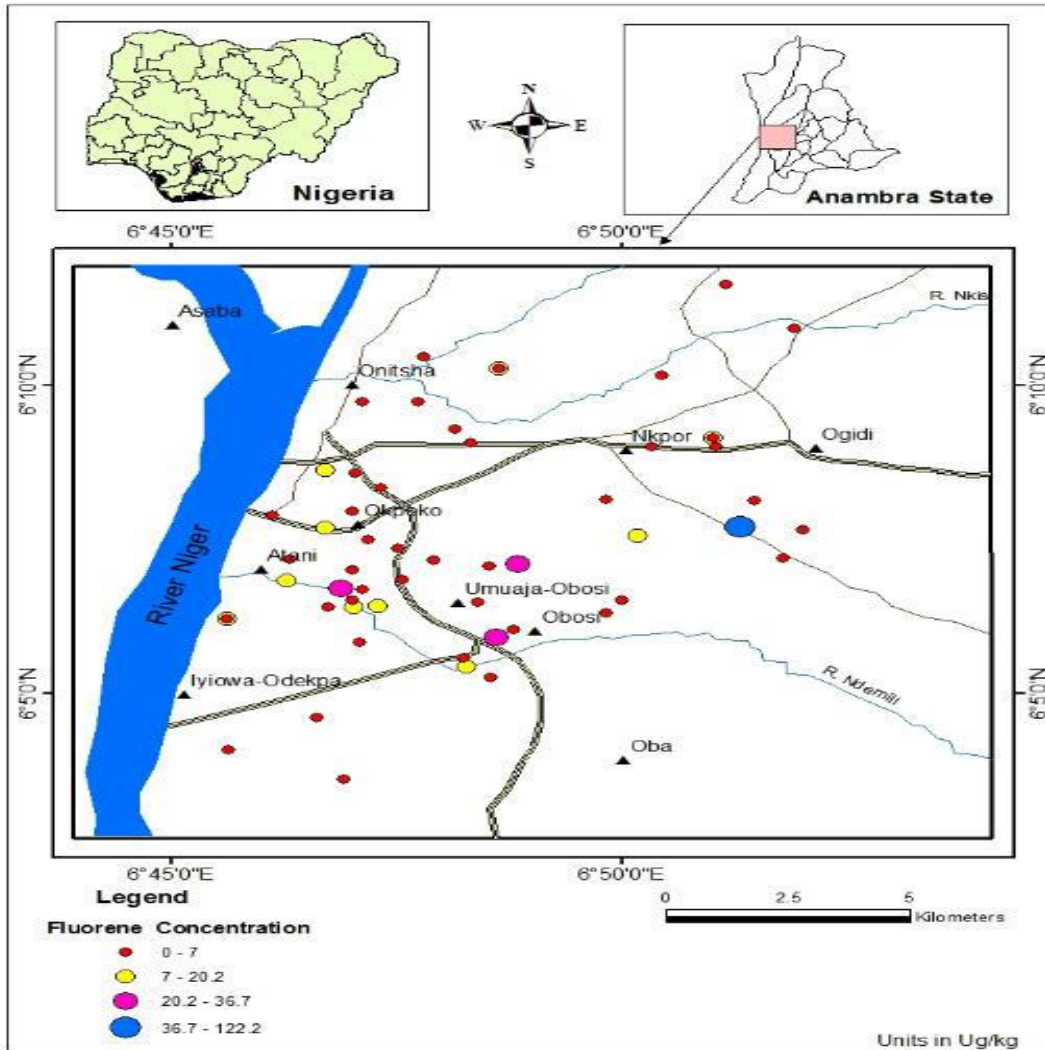 N
W E
S
Nigeria
Anambra State
6°45'0"E 6°50'0"E
Asaba
R. Nkis
6°10'0"N
Onitsha
6°10'0"N
Nkpor
Ogidi
Okpoko
Atani
River Niger
Umuaja-Obosi
Obosi
6°5'0"N
Iyiowa-Odekpa
R. Ndemili
6°5'0"N
Oba
6°45'0"E 6°50'0"E
Legend
0 2.5 5
Kilometers
Fluorene Concentration
0 - 7
7 - 20.2
20.2 - 36.7
36.7 - 122.2
Units in Ug/kg